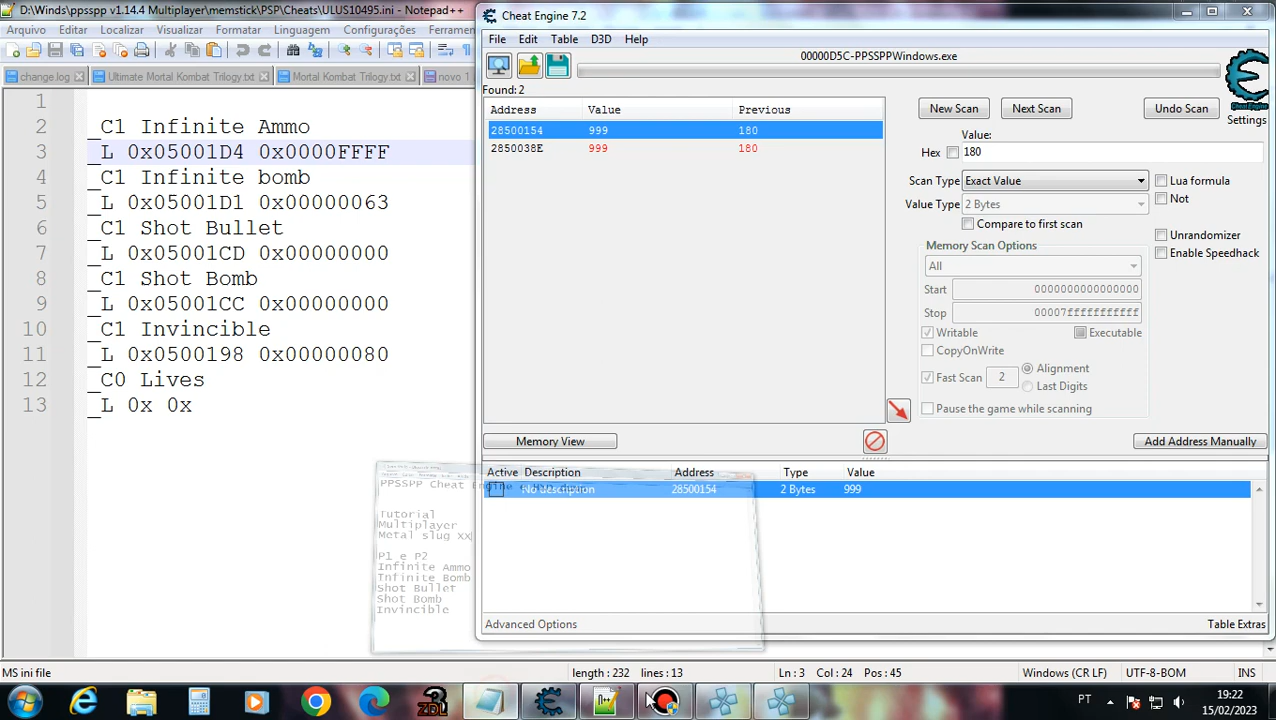 D:\Winds\ppsspp v1.14.4 Multiplayer\memstick\PSP\Cheats\ULUS10495.ini - Notepad++
Arquivo Editar Localizar Visualizar Formatar Linguagem Configurações Ferramen
change.log Ultimate Mortal Kombat Trilogy.txt Mortal Kombat Trilogy.txt novo 1
1
2 _C1 Infinite Ammo
3 _L 0x05001D4 0x0000FFFF
4 _C1 Infinite bomb
5 _L 0x05001D1 0x00000063
6 _C1 Shot Bullet
7 _L 0x05001CD 0x00000000
8 _C1 Shot Bomb
9 _L 0x05001CC 0x00000000
10 _C1 Invincible
11 _L 0x0500198 0x00000080
12 _C0 Lives
13 _L 0x 0x
Cheat Engine 7.2
File Edit Table D3D Help
00000D5C-PPSSPPWindows.exe
Found: 2
Address Value Previous
28500154 999 180
2850038E 999 180
New Scan Next Scan Undo Scan
Settings
Value:
Hex 180
Scan Type Exact Value
Lua formula
Not
Value Type 2 Bytes
Compare to first scan
Unrandomizer
Enable Speedhack
Memory Scan Options
All
Start 0000000000000000
Stop 00007fffffffffff
Writable Executable
CopyOnWrite
Fast Scan 2 Alignment
Last Digits
Pause the game while scanning
Memory View Add Address Manually
Active Description Address Type Value
No description 28500154 2 Bytes 999
PPSSPP Cheat Engine
Tutorial
Multiplayer
Metal slug XX
P1 e P2
Infinite Ammo
Infinite Bomb
Shot Bullet
Shot Bomb
Invincible
Advanced Options Table Extras
MS ini file length : 232 lines : 13 Ln : 3 Col : 24 Pos : 45 Windows (CR LF) UTF-8-BOM INS
ZDL
PT 19:22
15/02/2023